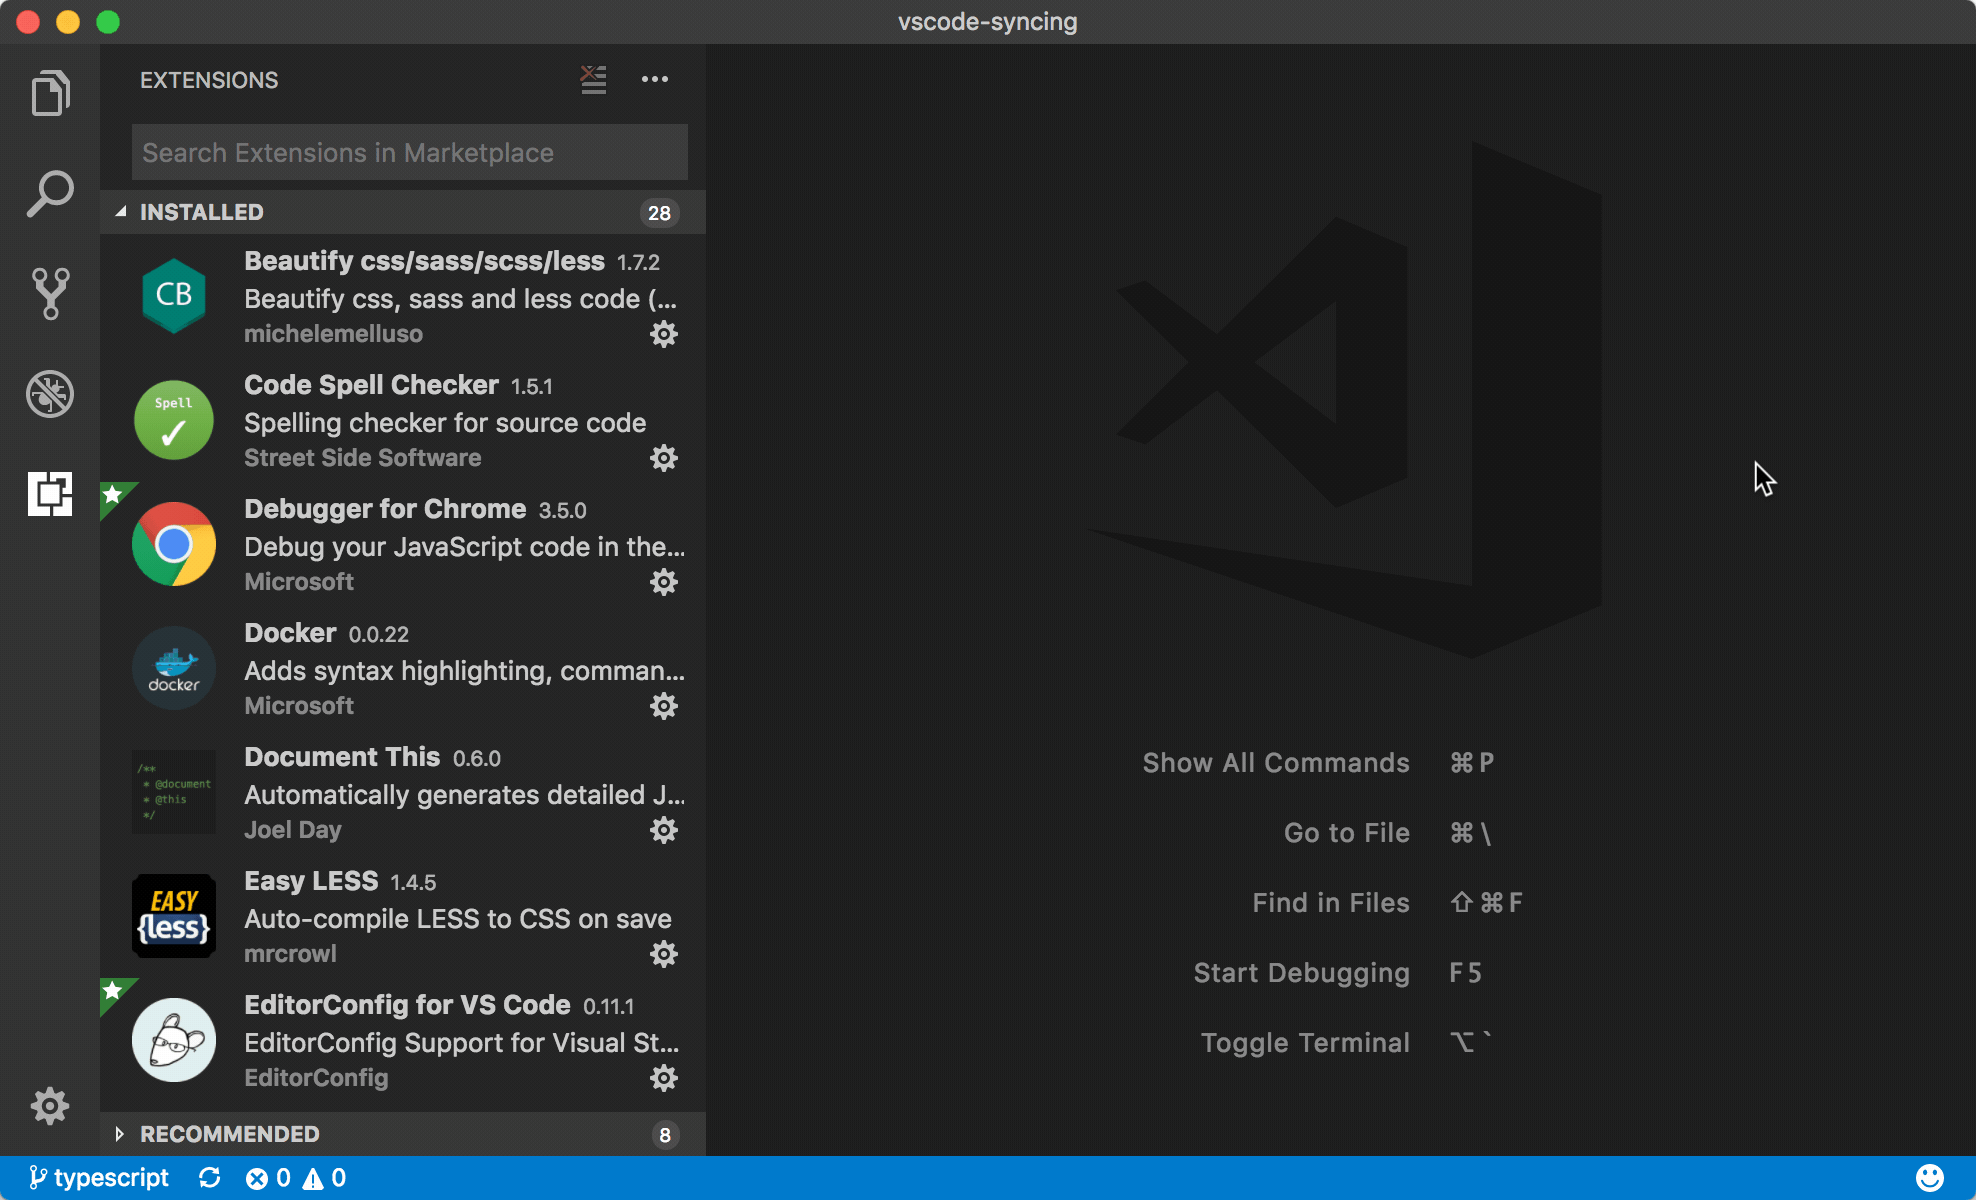 vscode-syncing
EXTENSIONS
Search Extensions in Marketplace
INSTALLED 28
CB
Beautify css/sass/scss/less 1.7.2
Beautify css, sass and less code (...
michelemelluso
Spell
Code Spell Checker 1.5.1
Spelling checker for source code
Street Side Software
Debugger for Chrome 3.5.0
Debug your JavaScript code in the...
Microsoft
docker
Docker 0.0.22
Adds syntax highlighting, comman...
Microsoft
/**
* @document
* @this
*/
Document This 0.6.0
Automatically generates detailed J...
Joel Day
EASY
{less}
Easy LESS 1.4.5
Auto-compile LESS to CSS on save
mrcrowl
EditorConfig for VS Code 0.11.1
EditorConfig Support for Visual St...
EditorConfig
RECOMMENDED 8
Show All Commands ⌘P
Go to File ⌘\
Find in Files ⇧⌘F
Start Debugging F5
Toggle Terminal ⌥`
typescript 0 0